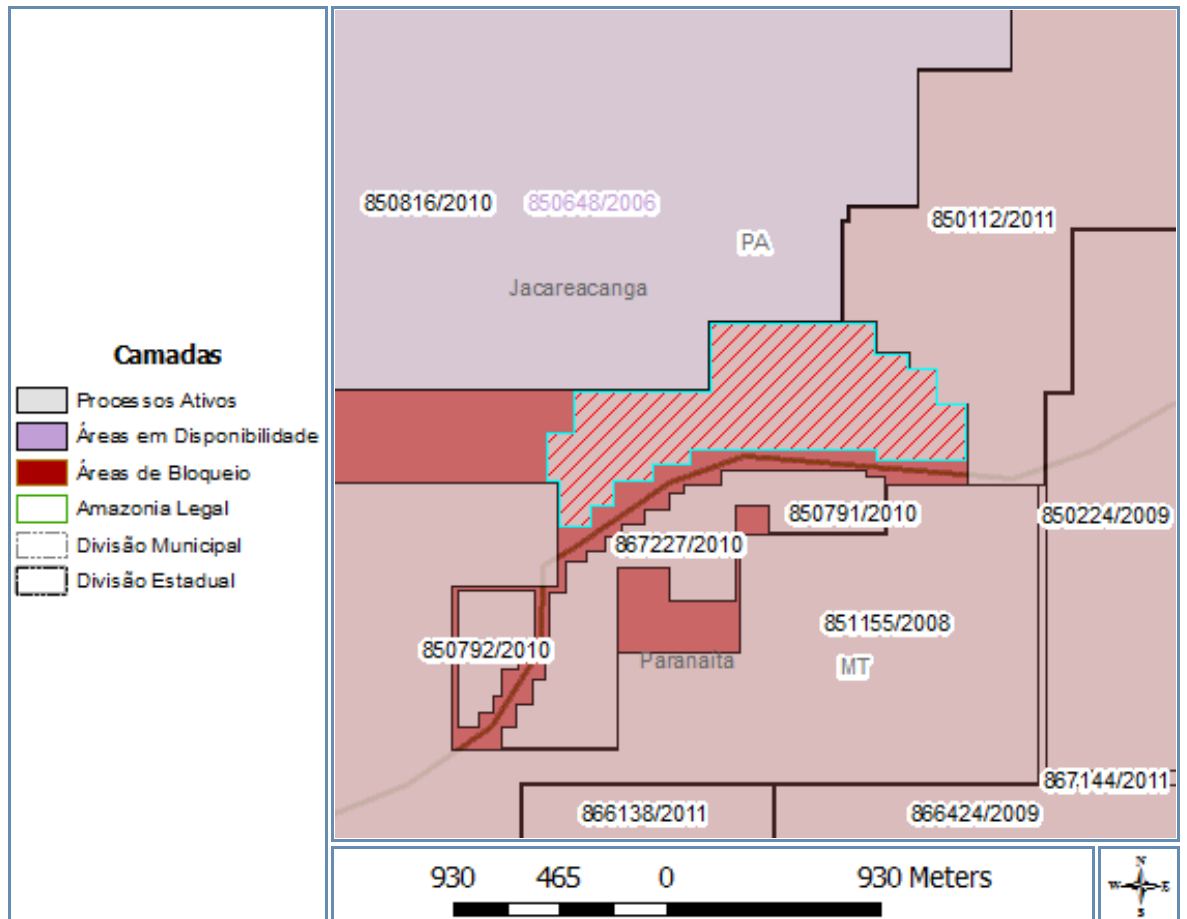 Camadas
Processos Ativos
Áreas em Disponibilidade
Áreas de Bloqueio
Amazonia Legal
Divisão Municipal
Divisão Estadual
850816/2010
850648/2006
850112/2011
PA
Jacareacanga
850791/2010
850224/2009
867227/2010
851155/2008
850792/2010
Paranaíta
MT
867144/2011
866138/2011
866424/2009
930 465 0 930 Meters
N
W E
S